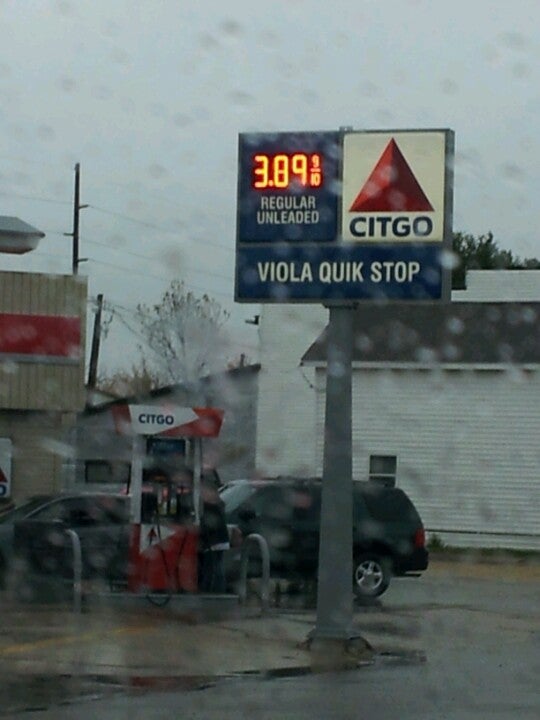 3.89 9/10
REGULAR
UNLEADED
CITGO
VIOLA QUIK STOP
CITGO